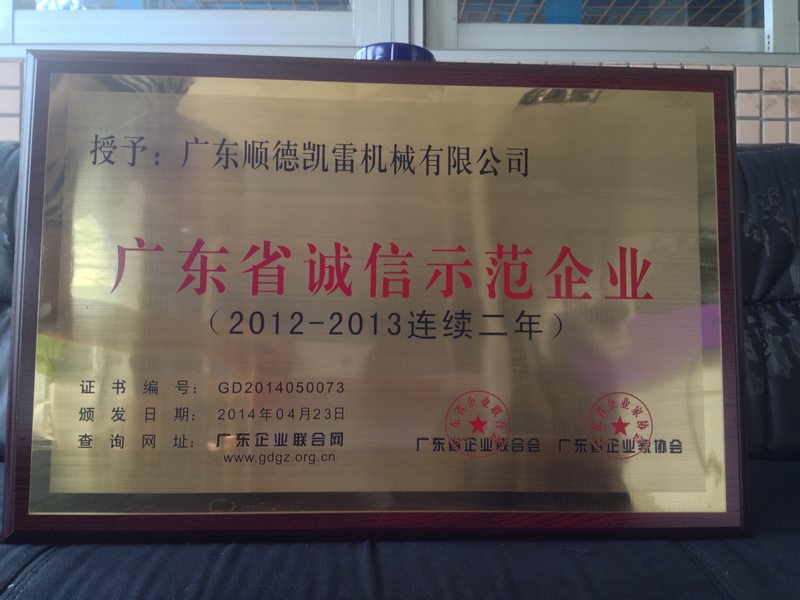 授予：广东顺德凯雷机械有限公司
广东省诚信示范企业
（2012-2013连续二年）
证书编号：GD2014050073
颁发日期：2014年04月23日
查询网址：广东企业联合网
www.gdgz.org.cn
广东省企业联合会 广东省企业家协会